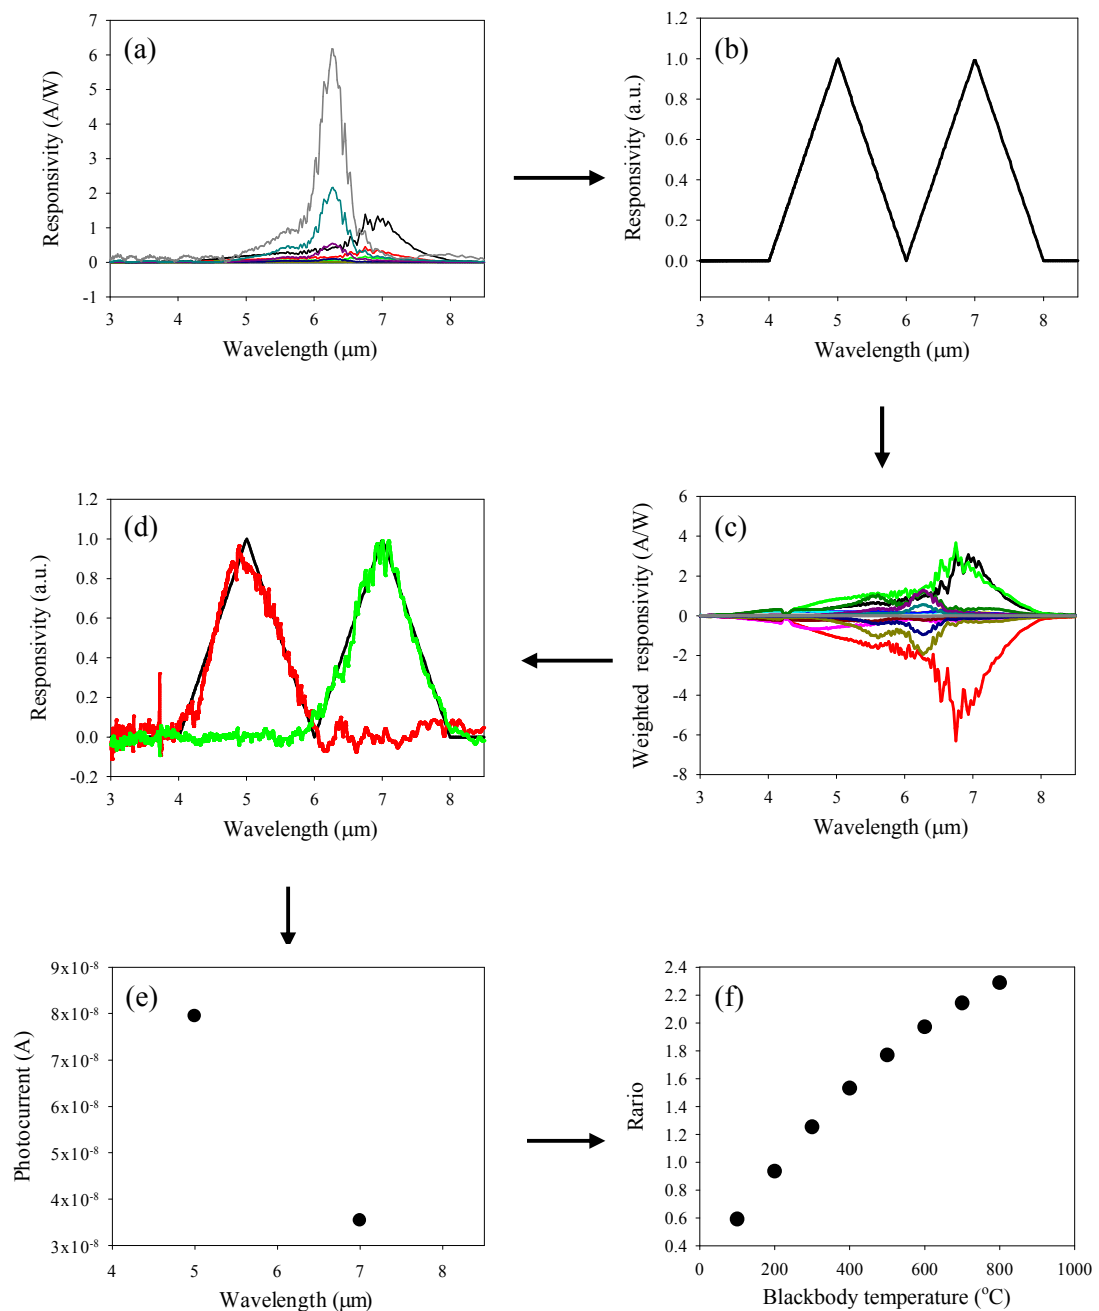 (a)
Responsivity (A/W)
7
6
5
4
3
2
1
0
-1
3 4 5 6 7 8
Wavelength (μm)
(b)
Responsivity (a.u.)
1.2
1.0
0.8
0.6
0.4
0.2
0.0
3 4 5 6 7 8
Wavelength (μm)
(d)
Responsivity (a.u.)
1.2
1.0
0.8
0.6
0.4
0.2
0.0
-0.2
3 4 5 6 7 8
Wavelength (μm)
(c)
Weighted responsivity (A/W)
6
4
2
0
-2
-4
-6
-8
3 4 5 6 7 8
Wavelength (μm)
(e)
Photocurrent (A)
9x10⁻⁸
8x10⁻⁸
7x10⁻⁸
6x10⁻⁸
5x10⁻⁸
4x10⁻⁸
3x10⁻⁸
4 5 6 7
Wavelength (μm)
(f)
Rario
2.4
2.2
2.0
1.8
1.6
1.4
1.2
1.0
0.8
0.6
0.4
0 200 400 600 800 1000
Blackbody temperature (°C)